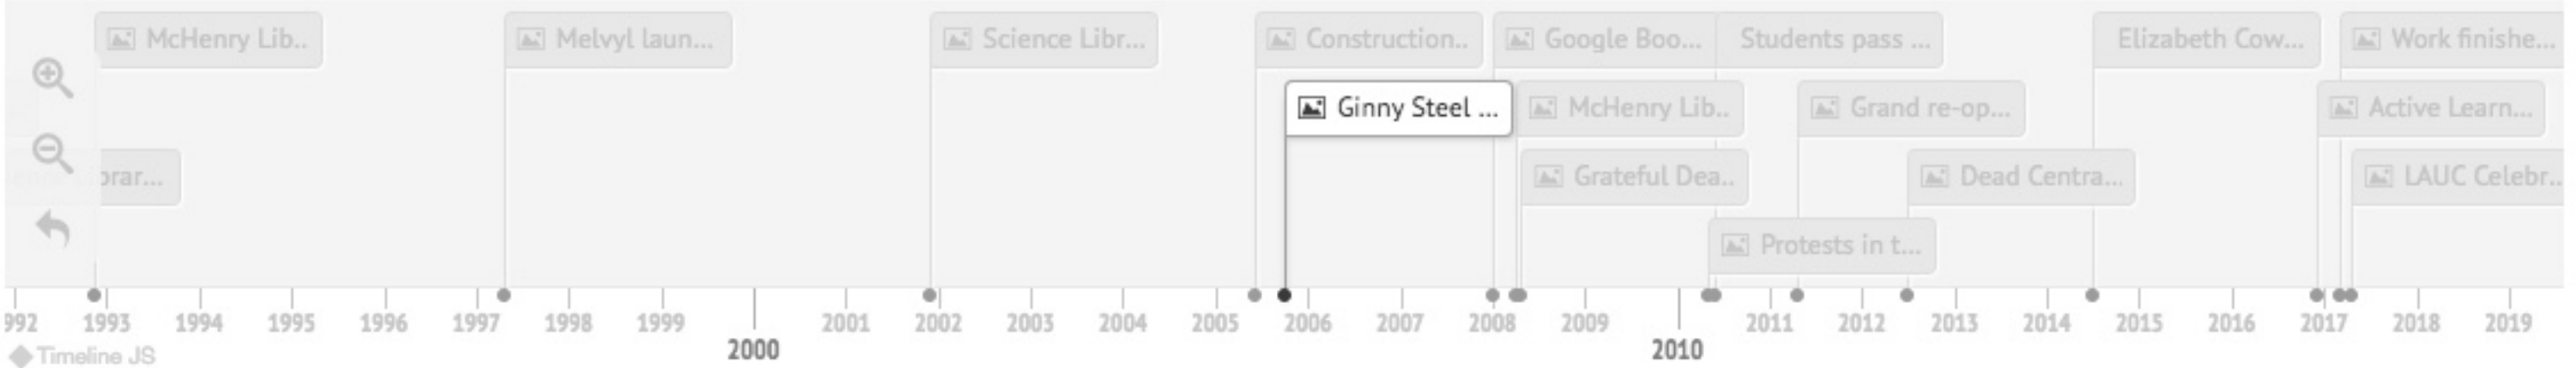 McHenry Lib..
Melvyl laun...
Science Libr...
Construction..
Google Boo...
Students pass ...
Elizabeth Cow...
Work finishe...
Ginny Steel ...
McHenry Lib..
Grand re-op...
Active Learn...
brar...
Grateful Dea..
Dead Centra...
LAUC Celebr..
Protests in t...
992 1993 1994 1995 1996 1997 1998 1999 2001 2002 2003 2004 2005 2006 2007 2008 2009 2011 2012 2013 2014 2015 2016 2017 2018 2019
2000 2010
Timeline JS